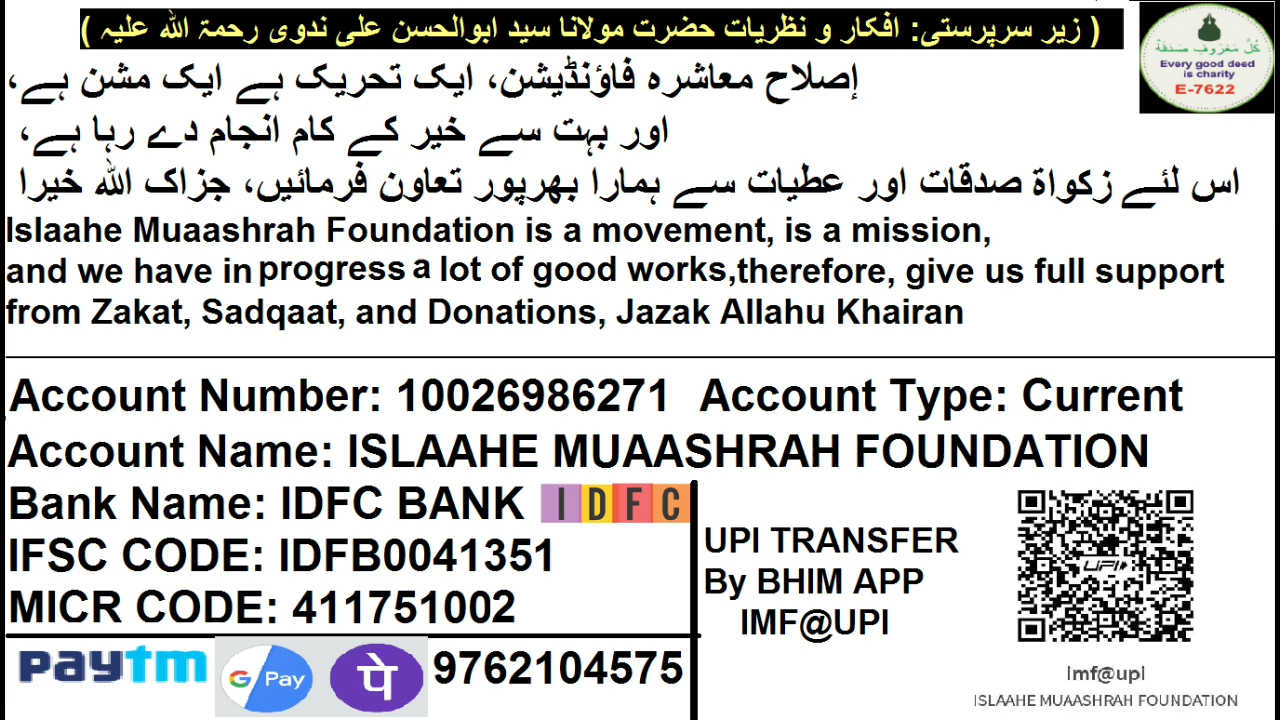 ( زیر سرپرستی: افکار و نظریات حضرت مولانا سید ابوالحسن علی ندوی رحمۃ اللہ علیہ )
كُلُّ مَعْرُوفٍ صَدَقَةٌ
Every good deed
is charity
E-7622
إصلاح معاشرہ فاؤنڈیشن، ایک تحریک ہے ایک مشن ہے،
اور بہت سے خیر کے کام انجام دے رہا ہے،
اس لئے زکواۃ صدقات اور عطیات سے ہمارا بھرپور تعاون فرمائیں، جزاک اللہ خیرا
Islaahe Muaashrah Foundation is a movement, is a mission,
and we have in progress a lot of good works,therefore, give us full support
from Zakat, Sadqaat, and Donations, Jazak Allahu Khairan
Account Number: 10026986271 Account Type: Current
Account Name: ISLAAHE MUAASHRAH FOUNDATION
Bank Name: IDFC BANK IDFC
IFSC CODE: IDFB0041351
MICR CODE: 411751002
UPI TRANSFER
By BHIM APP
IMF@UPI
UPI
imf@upi
ISLAAHE MUAASHRAH FOUNDATION
paytm G Pay पे 9762104575